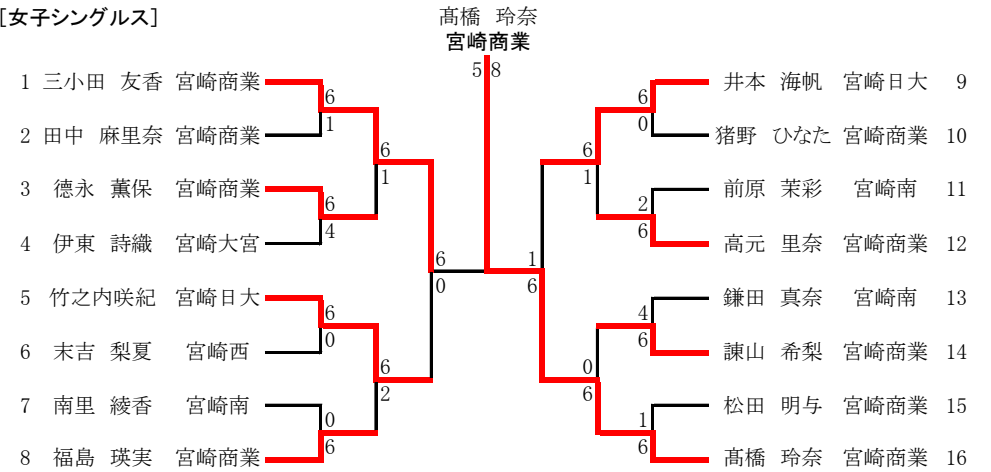 [女子シングルス]
髙橋 玲奈
宮崎商業
5 8
1 三小田 友香 宮崎商業
2 田中 麻里奈 宮崎商業
3 德永 薫保 宮崎商業
4 伊東 詩織 宮崎大宮
5 竹之内咲紀 宮崎日大
6 末吉 梨夏 宮崎西
7 南里 綾香 宮崎南
8 福島 瑛実 宮崎商業
6
1
6
4
6
0
0
6
6
1
6
2
6
0
1
6
6
1
0
6
6
0
2
6
4
6
1
6
井本 海帆 宮崎日大 9
猪野 ひなた 宮崎商業 10
前原 茉彩 宮崎南 11
高元 里奈 宮崎商業 12
鎌田 真奈 宮崎南 13
諌山 希梨 宮崎商業 14
松田 明与 宮崎商業 15
髙橋 玲奈 宮崎商業 16